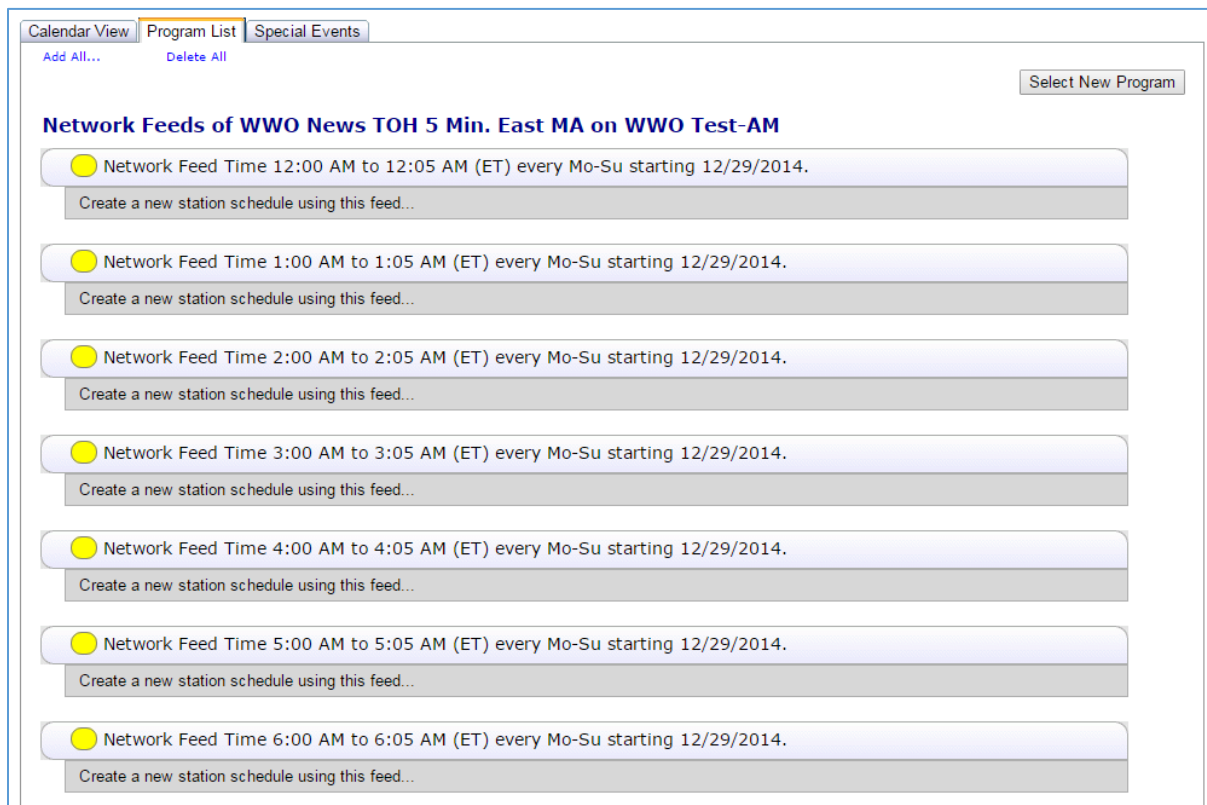 Calendar View Program List Special Events
Add All... Delete All
Select New Program
Network Feeds of WWO News TOH 5 Min. East MA on WWO Test-AM
Network Feed Time 12:00 AM to 12:05 AM (ET) every Mo-Su starting 12/29/2014.
Create a new station schedule using this feed...
Network Feed Time 1:00 AM to 1:05 AM (ET) every Mo-Su starting 12/29/2014.
Create a new station schedule using this feed...
Network Feed Time 2:00 AM to 2:05 AM (ET) every Mo-Su starting 12/29/2014.
Create a new station schedule using this feed...
Network Feed Time 3:00 AM to 3:05 AM (ET) every Mo-Su starting 12/29/2014.
Create a new station schedule using this feed...
Network Feed Time 4:00 AM to 4:05 AM (ET) every Mo-Su starting 12/29/2014.
Create a new station schedule using this feed...
Network Feed Time 5:00 AM to 5:05 AM (ET) every Mo-Su starting 12/29/2014.
Create a new station schedule using this feed...
Network Feed Time 6:00 AM to 6:05 AM (ET) every Mo-Su starting 12/29/2014.
Create a new station schedule using this feed...